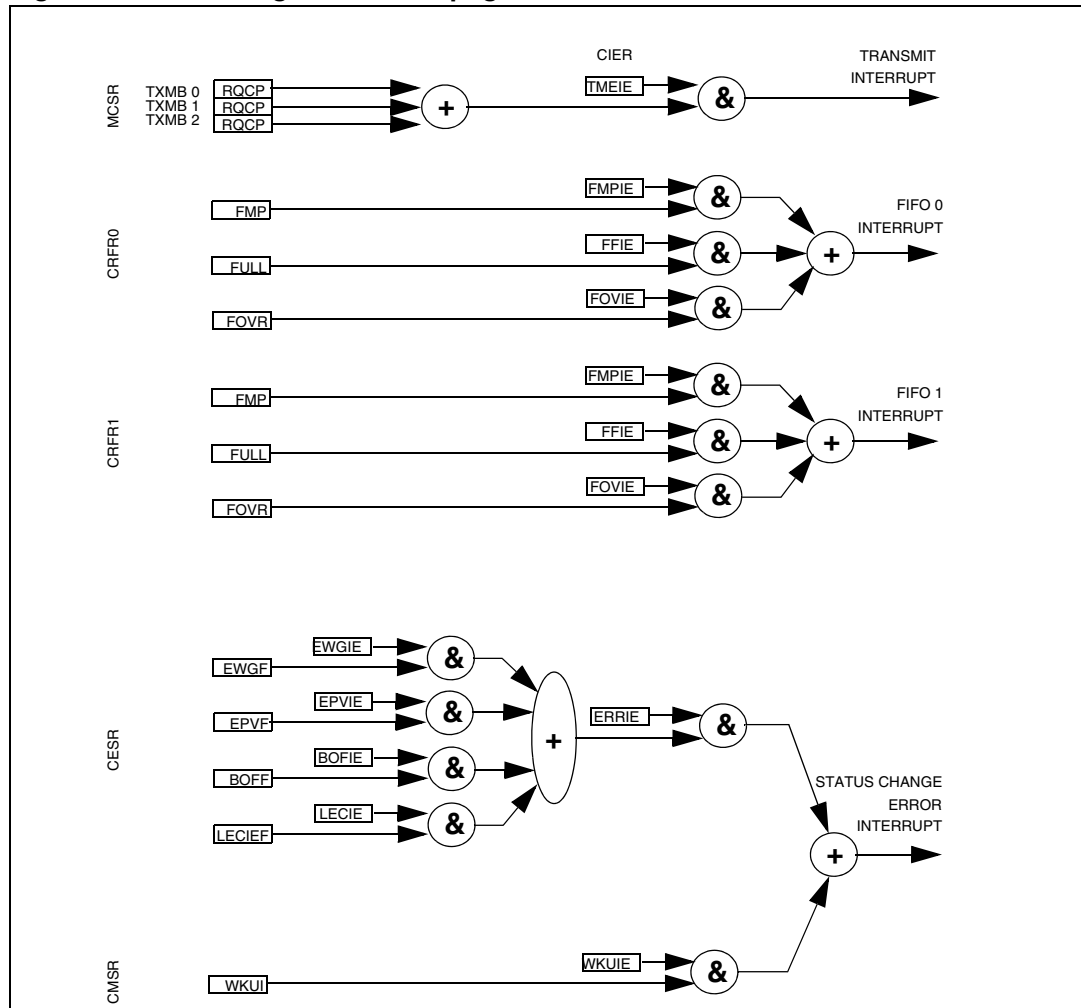 CIER
TRANSMIT
INTERRUPT
MCSR
TXMB 0 RQCP
TXMB 1 RQCP
TXMB 2 RQCP
+
TMEIE
&
CRFR0
FMPIE
&
FMP
FFIE
&
FULL
FOVIE
&
FOVR
+
FIFO 0
INTERRUPT
CRFR1
FMPIE
&
FMP
FFIE
&
FULL
FOVIE
&
FOVR
+
FIFO 1
INTERRUPT
CESR
EWGIE
&
EWGF
EPVIE
&
EPVF
BOFIE
&
BOFF
LECIE
&
LECIEF
+
ERRIE
&
STATUS CHANGE
ERROR
INTERRUPT
+
CMSR
WKUIE
&
WKUI